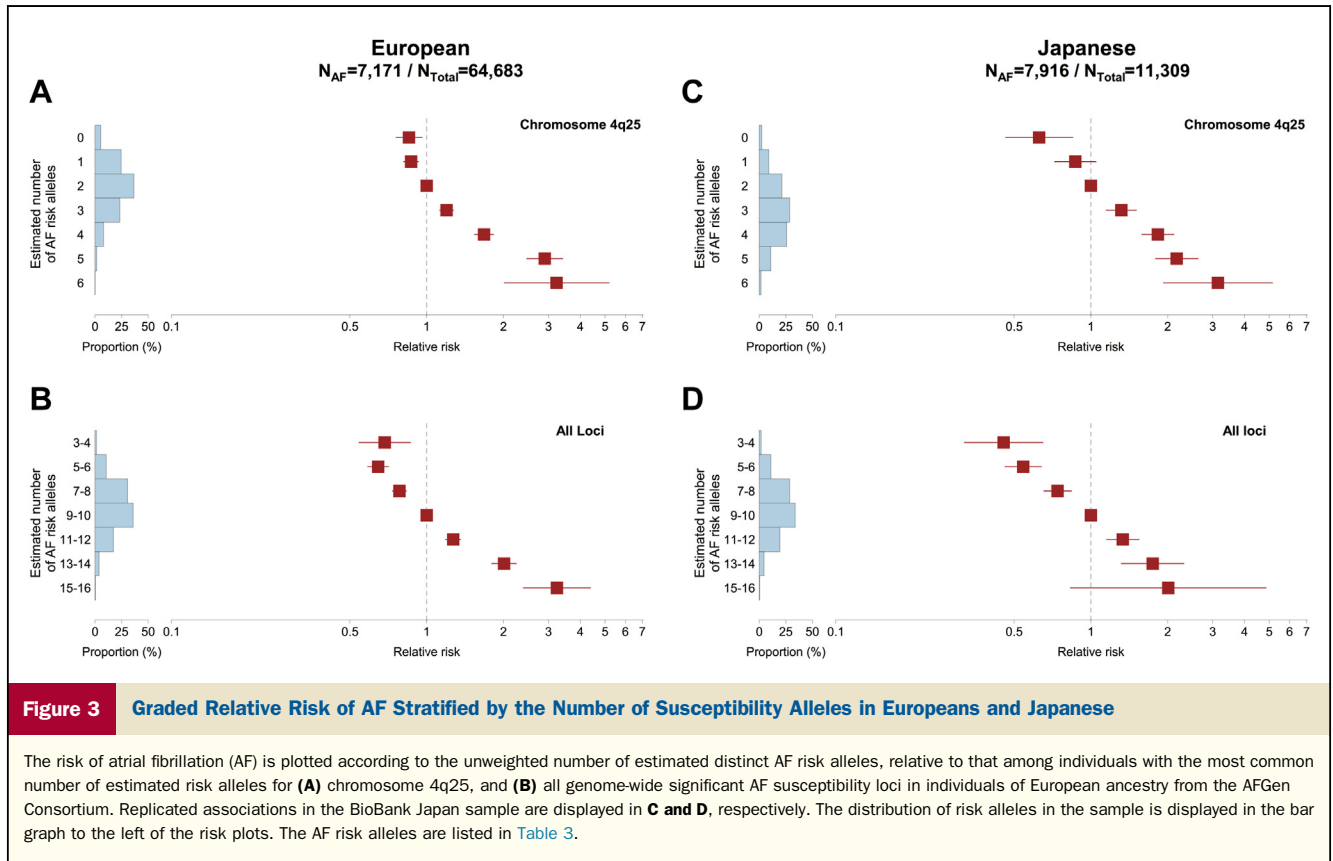 European
N_AF=7,171 / N_Total=64,683
Japanese
N_AF=7,916 / N_Total=11,309
A
Chromosome 4q25
Estimated number
of AF risk alleles
0
1
2
3
4
5
6
0 25 50 0.1 0.5 1 2 3 4 5 6 7
Proportion (%) Relative risk
C
Chromosome 4q25
Estimated number
of AF risk alleles
0
1
2
3
4
5
6
0 25 50 0.1 0.5 1 2 3 4 5 6 7
Proportion (%) Relative risk
B
All Loci
Estimated number
of AF risk alleles
3-4
5-6
7-8
9-10
11-12
13-14
15-16
0 25 50 0.1 0.5 1 2 3 4 5 6 7
Proportion (%) Relative risk
D
All loci
Estimated number
of AF risk alleles
3-4
5-6
7-8
9-10
11-12
13-14
15-16
0 25 50 0.1 0.5 1 2 3 4 5 6 7
Proportion (%) Relative risk
Figure 3 Graded Relative Risk of AF Stratified by the Number of Susceptibility Alleles in Europeans and Japanese
The risk of atrial fibrillation (AF) is plotted according to the unweighted number of estimated distinct AF risk alleles, relative to that among individuals with the most common
number of estimated risk alleles for (A) chromosome 4q25, and (B) all genome-wide significant AF susceptibility loci in individuals of European ancestry from the AFGen
Consortium. Replicated associations in the BioBank Japan sample are displayed in C and D, respectively. The distribution of risk alleles in the sample is displayed in the bar
graph to the left of the risk plots. The AF risk alleles are listed in Table 3.